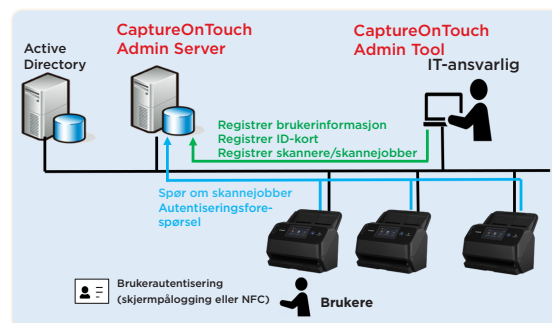 Active
Directory
CaptureOnTouch
Admin Server
CaptureOnTouch
Admin Tool
IT-ansvarlig
Registrer brukerinformasjon
Registrer ID-kort
Registrer skannere/skannejobber
Spør om skannejobber
Autentiseringsfore-
spørsel
Brukerautentisering
(skjermpålogging eller NFC)
Brukere